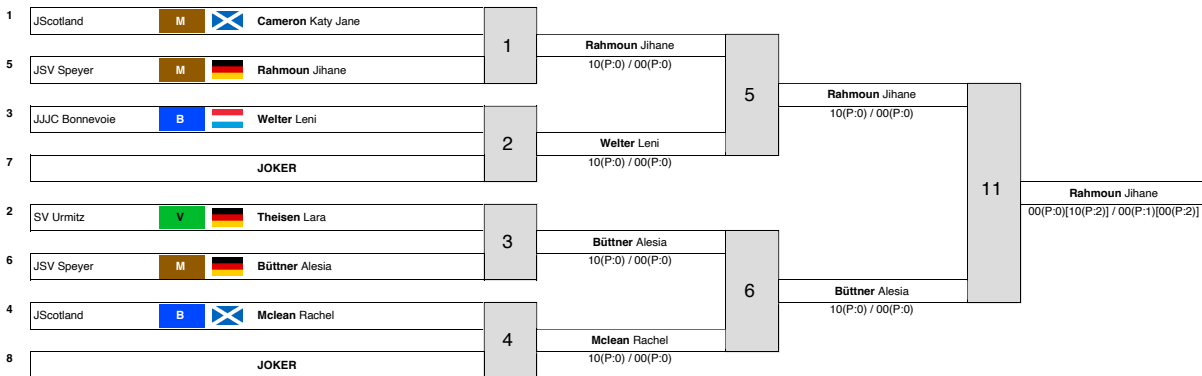 1 JScotland M Cameron Katy Jane
1
Rahmoun Jihane
10(P:0) / 00(P:0)
5 JSV Speyer M Rahmoun Jihane
5
Rahmoun Jihane
10(P:0) / 00(P:0)
3 JJJC Bonnevoie B Welter Leni
2
Welter Leni
10(P:0) / 00(P:0)
7 JOKER
11
Rahmoun Jihane
00(P:0)[10(P:2)] / 00(P:1)[00(P:2)]
2 SV Urmitz V Theisen Lara
3
Büttner Alesia
10(P:0) / 00(P:0)
6 JSV Speyer M Büttner Alesia
6
Büttner Alesia
10(P:0) / 00(P:0)
4 JScotland B Mclean Rachel
4
Mclean Rachel
10(P:0) / 00(P:0)
8 JOKER